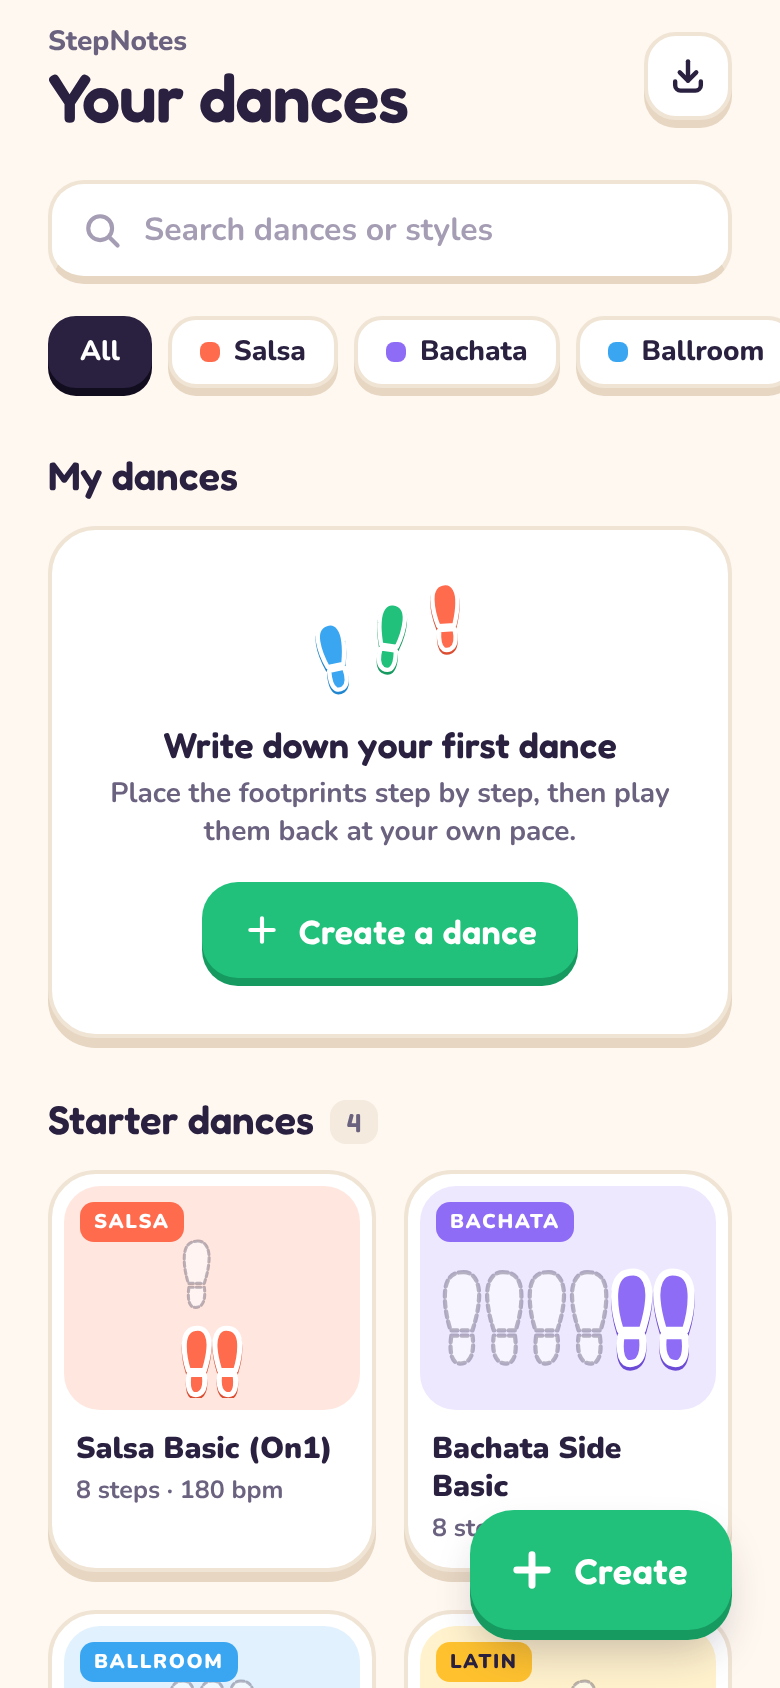 StepNotes
Your dances
Search dances or styles
All
Salsa
Bachata
Ballroom
My dances
Write down your first dance
Place the footprints step by step, then play
them back at your own pace.
Create a dance
Starter dances 4
SALSA
Salsa Basic (On1)
8 steps · 180 bpm
BACHATA
Bachata Side
Basic
8
Create
BALLROOM
LATIN